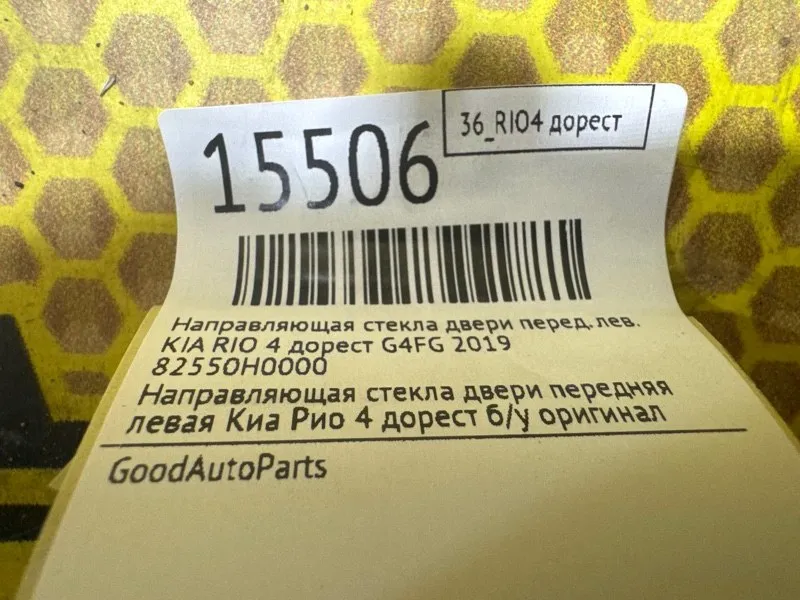 36_RIO4 дорест
15506
Направляющая стекла двери перед. лев.
KIA RIO 4 дорест G4FG 2019
82550H0000
Направляющая стекла двери передняя
левая Киа Рио 4 дорест б/у оригинал
GoodAutoParts